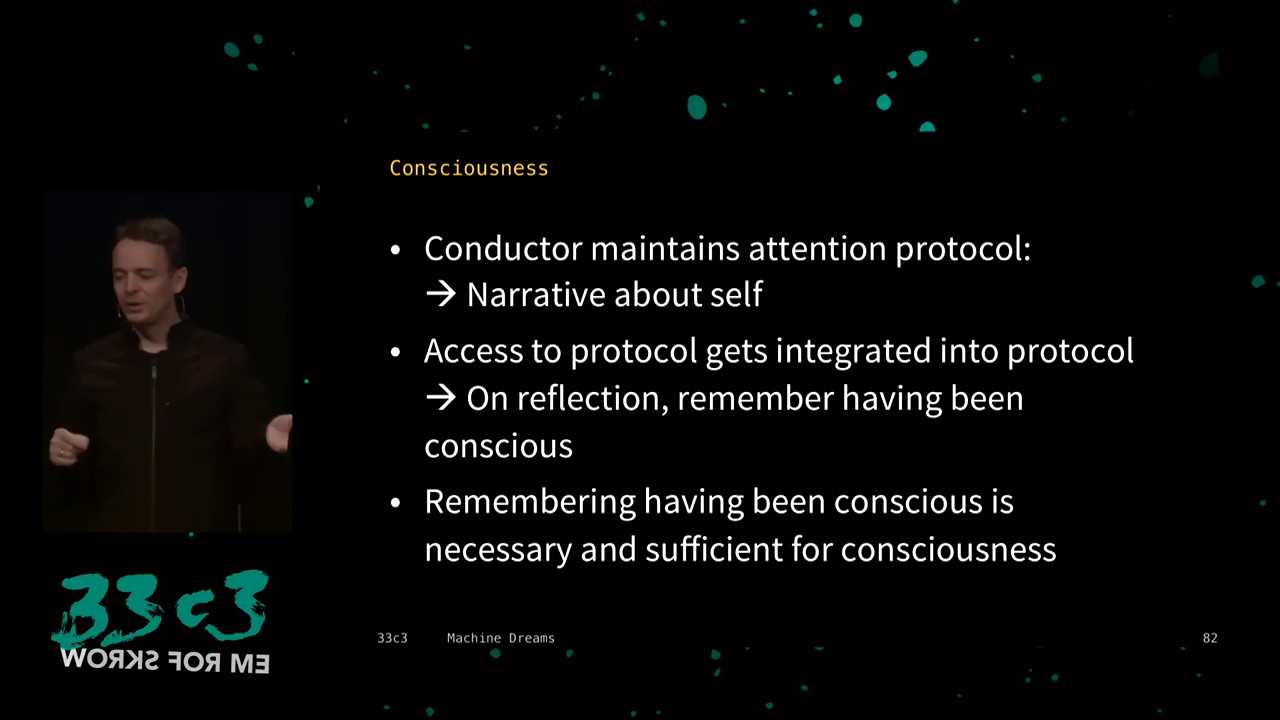 Consciousness
• Conductor maintains attention protocol:
→ Narrative about self
• Access to protocol gets integrated into protocol
→ On reflection, remember having been
conscious
• Remembering having been conscious is
necessary and sufficient for consciousness
33c3
WORKS FOR ME
33c3 Machine Dreams 82